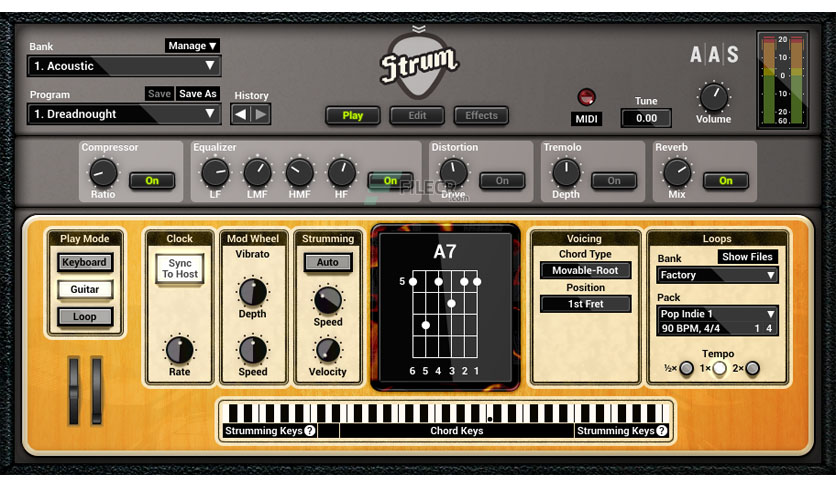 Bank
Manage ▼
1. Acoustic ▼
Program
Save
Save As
History
1. Dreadnought ▼
◀ ▶
Strum
Play
Edit
Effects
MIDI
Tune
0.00
A|A|S
Volume
20
10
0
10
20
60
Compressor
Ratio
On
Equalizer
LF
LMF
HMF
HF
On
Distortion
Drive
On
Tremolo
Depth
On
Reverb
Mix
On
FILECR
.com
Play Mode
Keyboard
Guitar
Loop
Clock
Sync
To Host
Rate
Mod Wheel
Vibrato
Depth
Speed
Strumming
Auto
Speed
Velocity
A7
5
6 5 4 3 2 1
Voicing
Chord Type
Movable-Root
Position
1st Fret
Loops
Bank
Show Files
Factory ▼
Pack
Pop Indie 1 ▼
90 BPM, 4/4 1 4
Tempo
½× 1× 2×
Strumming Keys ?
Chord Keys
Strumming Keys ?